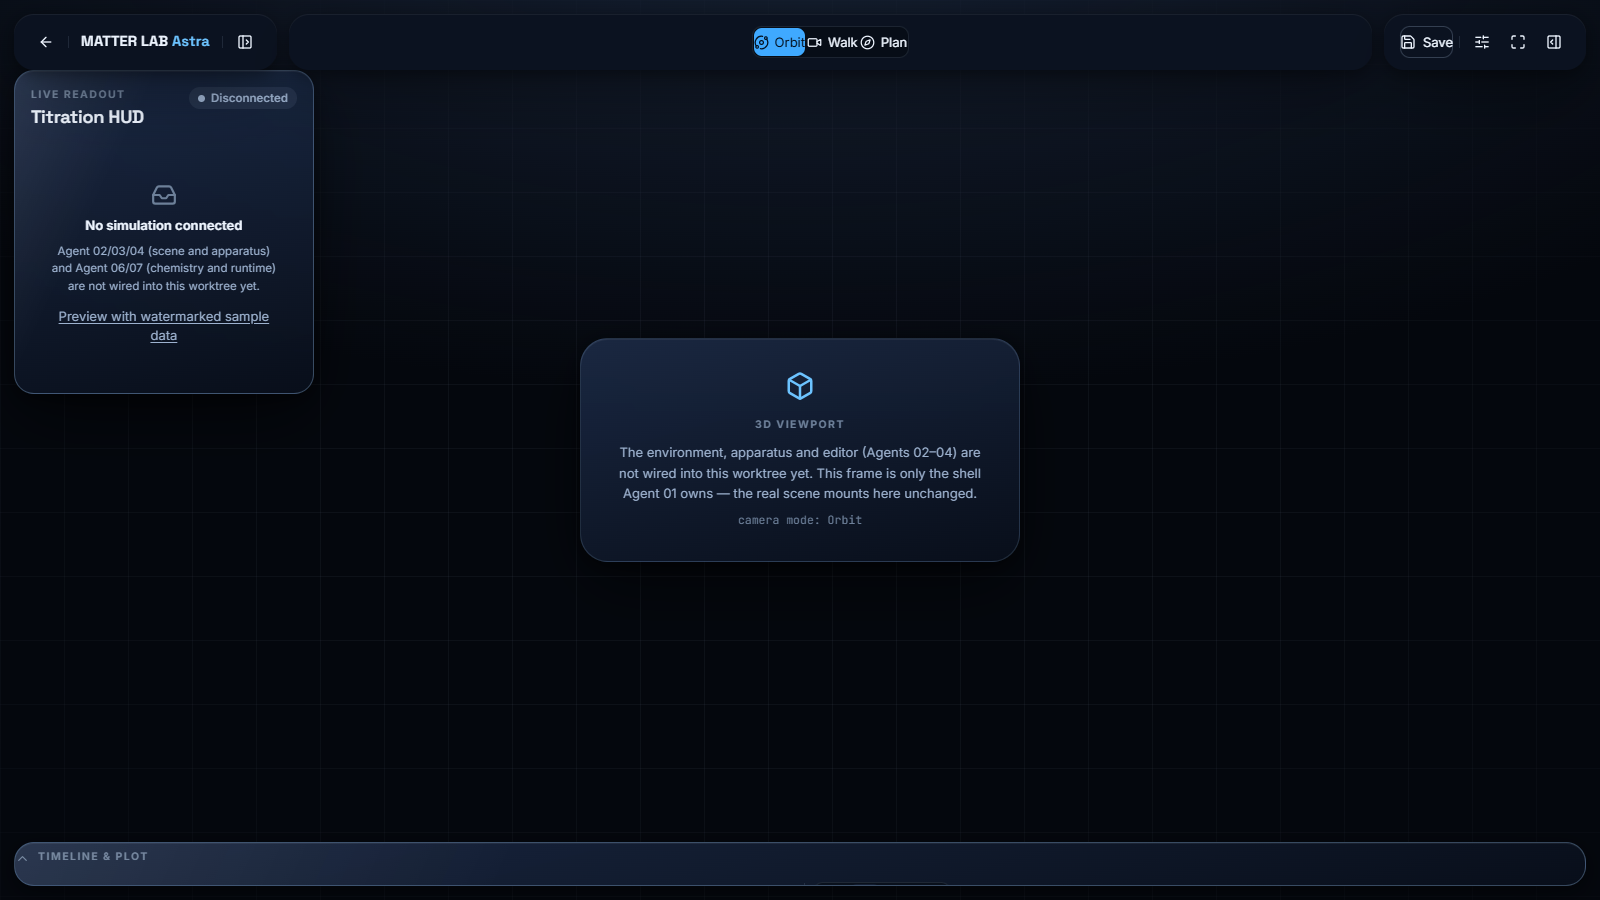 MATTER LAB Astra
Orbit Walk Plan
Save
LIVE READOUT
Disconnected
Titration HUD
No simulation connected
Agent 02/03/04 (scene and apparatus)
and Agent 06/07 (chemistry and runtime)
are not wired into this worktree yet.
Preview with watermarked sample
data
3D VIEWPORT
The environment, apparatus and editor (Agents 02–04) are
not wired into this worktree yet. This frame is only the shell
Agent 01 owns — the real scene mounts here unchanged.
camera mode: Orbit
TIMELINE & PLOT